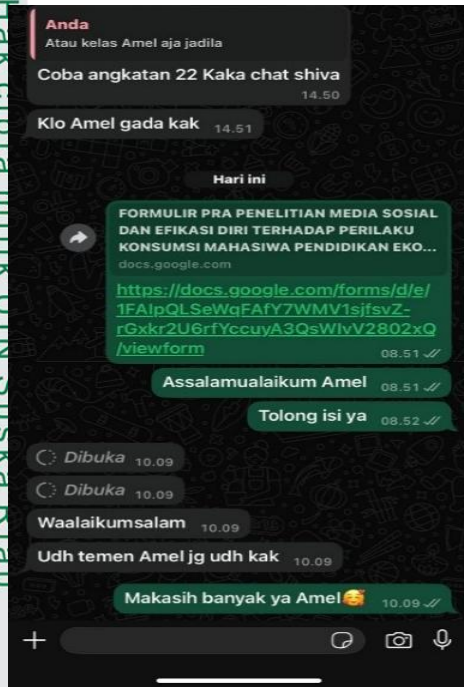 Anda
Atau kelas Amel aja jadila
Coba angkatan 22 Kaka chat shiva
14.50
Klo Amel gada kak 14.51
Hari ini
FORMULIR PRA PENELITIAN MEDIA SOSIAL
DAN EFIKASI DIRI TERHADAP PERILAKU
KONSUMSI MAHASIWA PENDIDIKAN EKO...
docs.google.com
https://docs.google.com/forms/d/e/
1FAIpQLSeWqFAfY7WMV1sjfsvZ-
rGxkr2U6rfYccuyA3QsWIvV2802xQ
/viewform
08.51
Assalamualaikum Amel 08.51
Tolong isi ya 08.52
Dibuka 10.09
Dibuka 10.09
Waalaikumsalam 10.09
Udh temen Amel jg udh kak 10.09
Makasih banyak ya Amel🥰 10.09